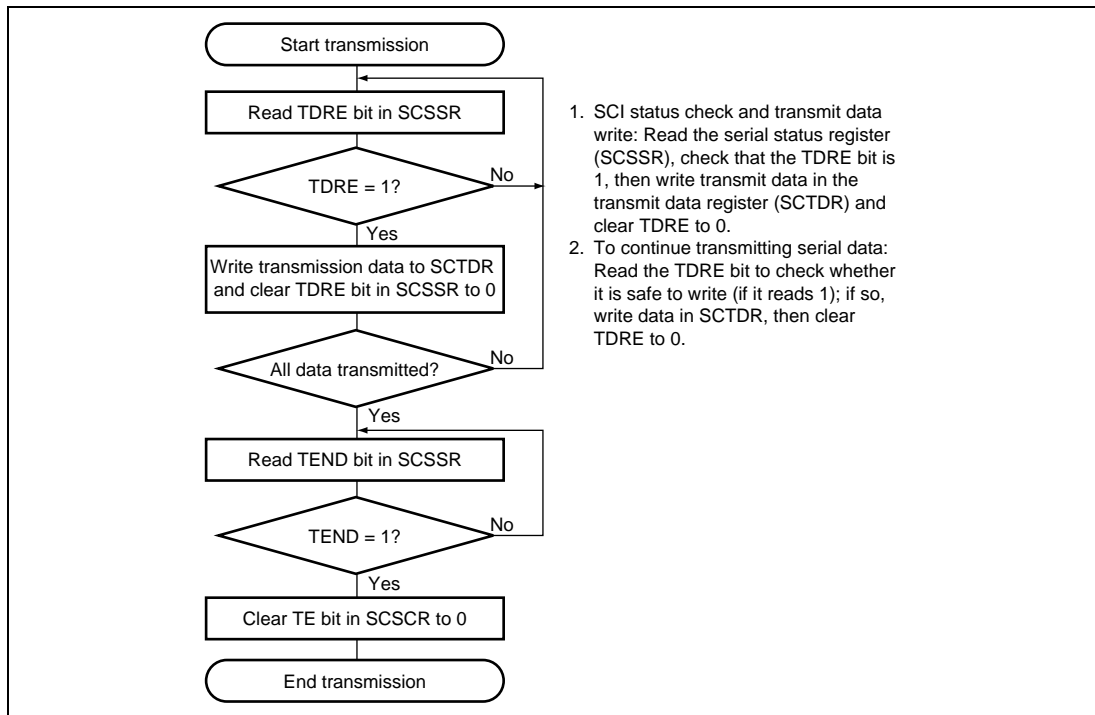 Start transmission
Read TDRE bit in SCSSR
TDRE = 1?
No
Yes
Write transmission data to SCTDR
and clear TDRE bit in SCSSR to 0
All data transmitted?
No
Yes
Read TEND bit in SCSSR
TEND = 1?
No
Yes
Clear TE bit in SCSCR to 0
End transmission
1. SCI status check and transmit data
write: Read the serial status register
(SCSSR), check that the TDRE bit is
1, then write transmit data in the
transmit data register (SCTDR) and
clear TDRE to 0.
2. To continue transmitting serial data:
Read the TDRE bit to check whether
it is safe to write (if it reads 1); if so,
write data in SCTDR, then clear
TDRE to 0.